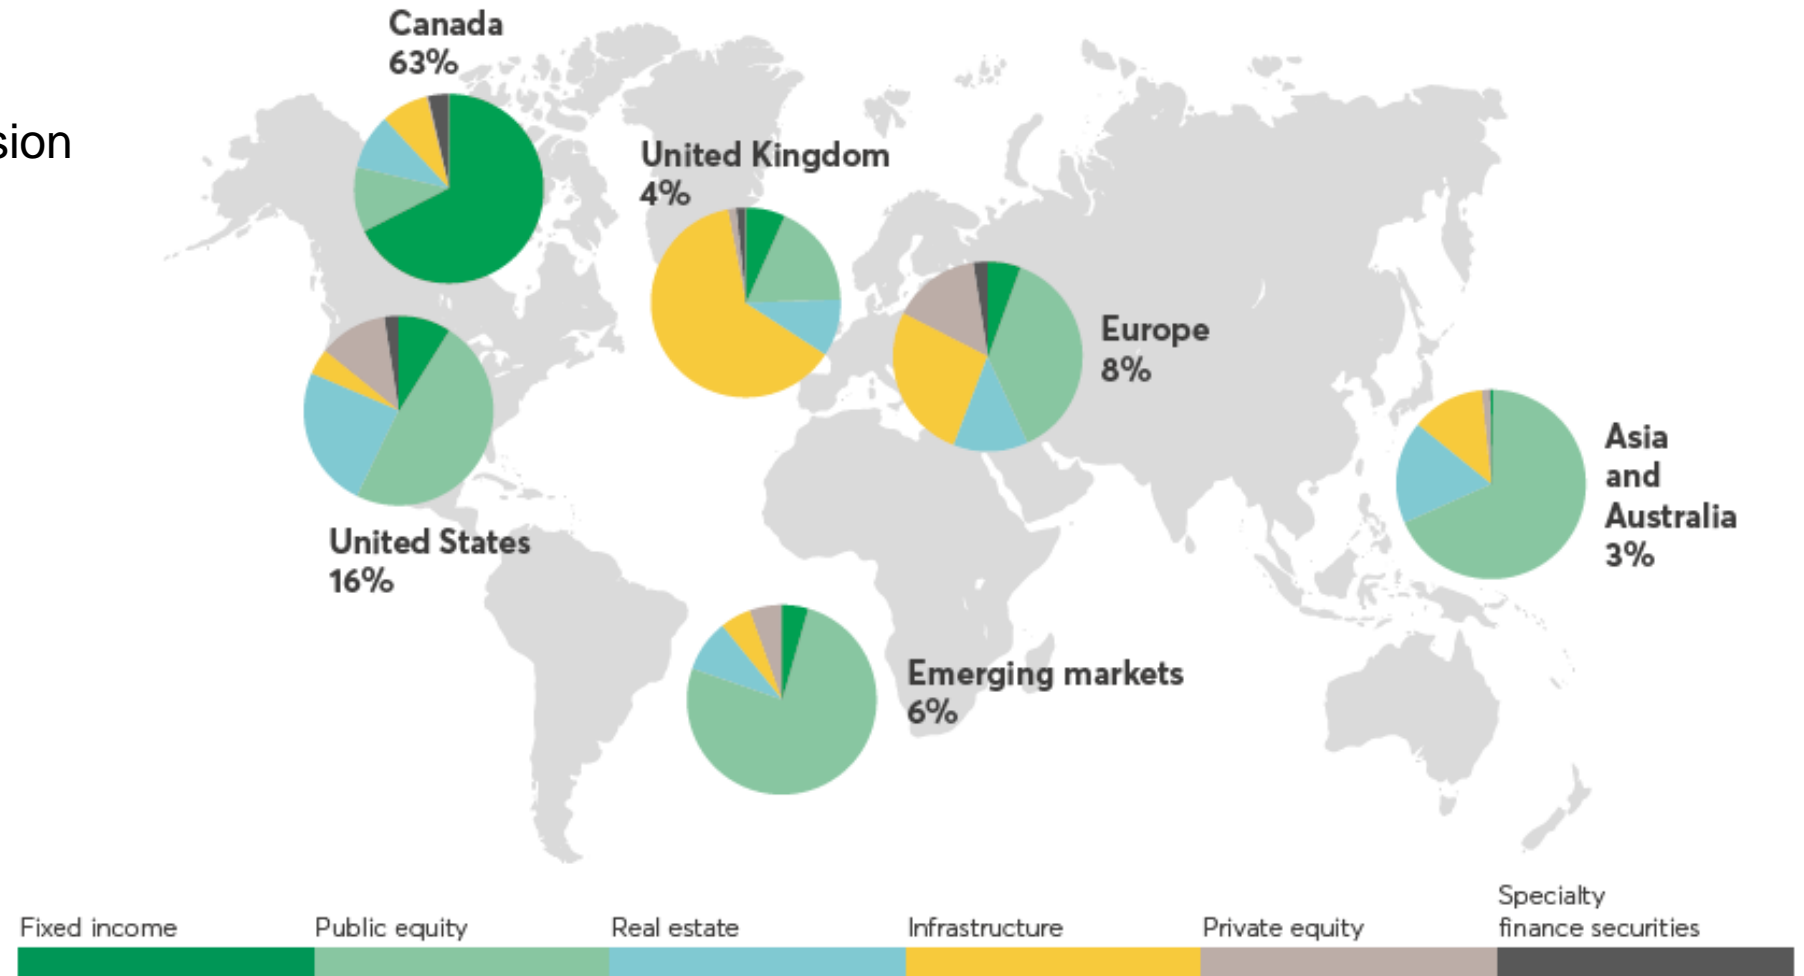 Canada
63%
sion
United Kingdom
4%
Europe
8%
Asia
and
Australia
3%
United States
16%
Emerging markets
6%
Specialty
Fixed income Public equity Real estate Infrastructure Private equity finance securities